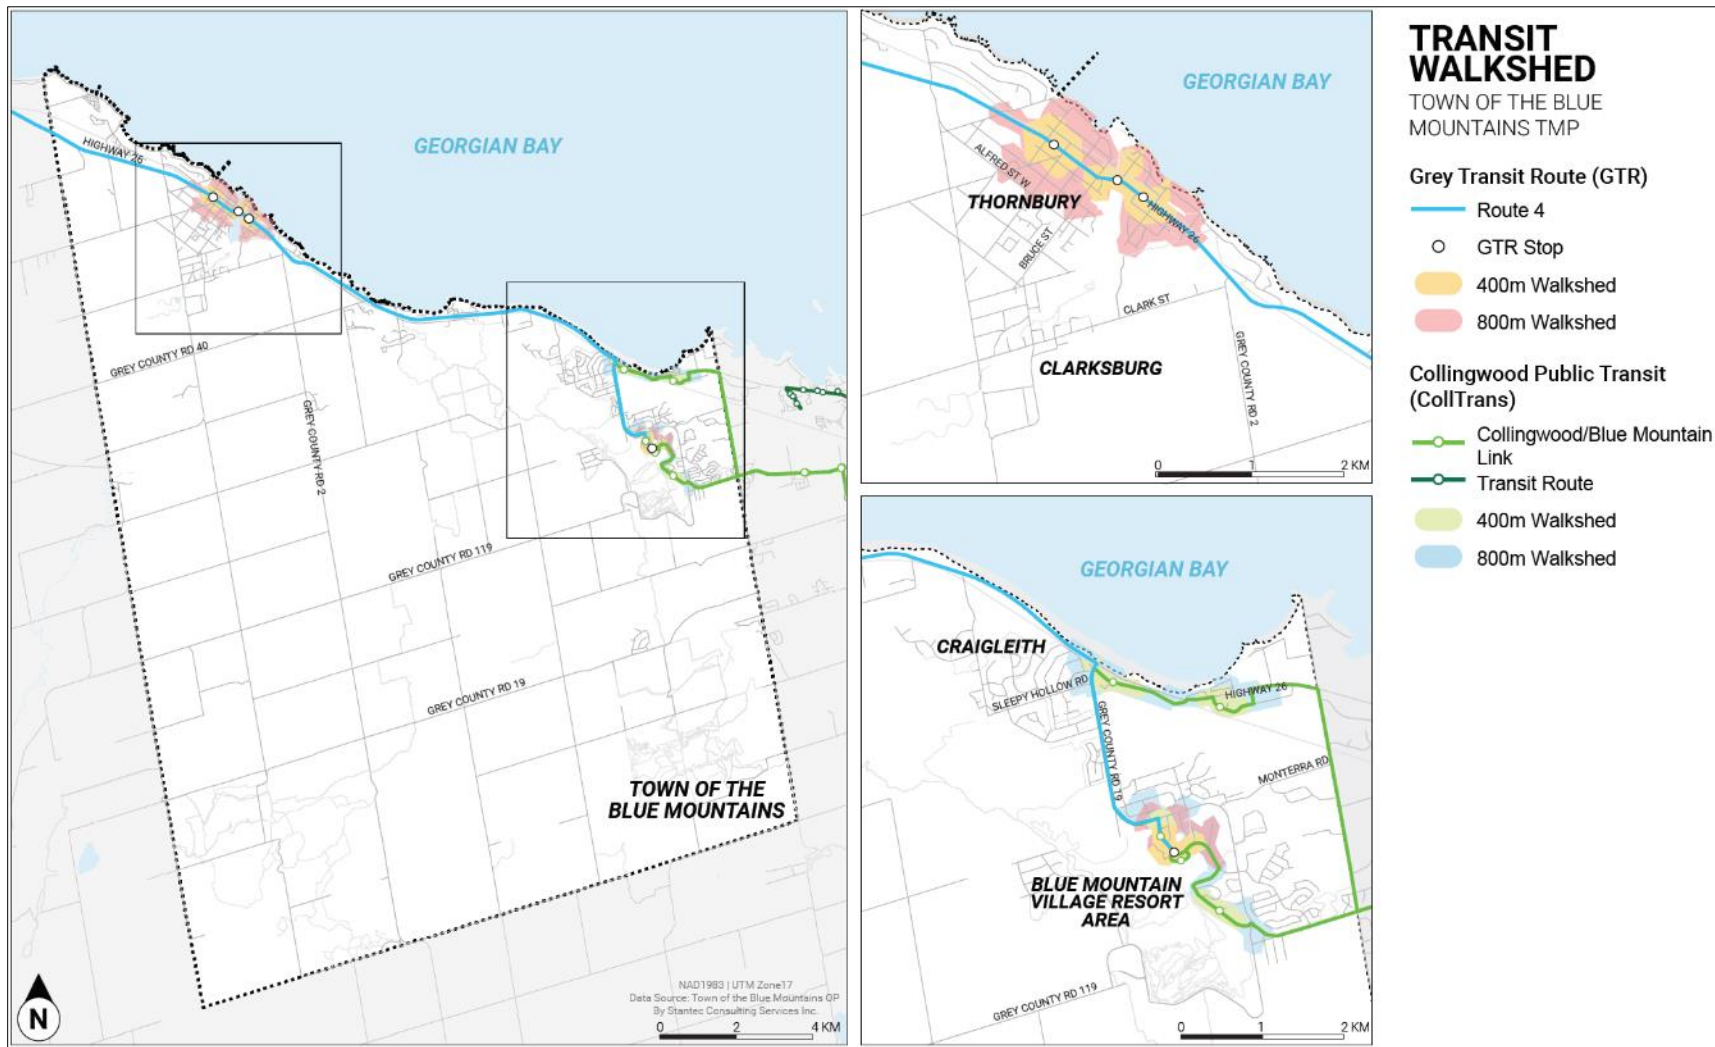 GEORGIAN BAY
HIGHWAY 26
GREY COUNTY RD 40
GREY COUNTY RD 2
GREY COUNTY RD 119
GREY COUNTY RD 19
TOWN OF THE
BLUE MOUNTAINS
NAD1983 | UTM Zone17
Data Source: Town of the Blue Mountains OP
By Stantec Consulting Services Inc.
0 2 4 KM
N
GEORGIAN BAY
ALFRED ST W
THORNBURY
HIGHWAY 26
BRUCE ST
CLARK ST
CLARKSBURG
GREY COUNTY RD 2
0 1 2 KM
GEORGIAN BAY
CRAIGLEITH
SLEEPY HOLLOW RD
HIGHWAY 26
GREY COUNTY RD 19
MONTERRA RD
BLUE MOUNTAIN
VILLAGE RESORT
AREA
GREY COUNTY RD 119
0 1 2 KM
TRANSIT
WALKSHED
TOWN OF THE BLUE
MOUNTAINS TMP
Grey Transit Route (GTR)
Route 4
GTR Stop
400m Walkshed
800m Walkshed
Collingwood Public Transit
(CollTrans)
Collingwood/Blue Mountain
Link
Transit Route
400m Walkshed
800m Walkshed